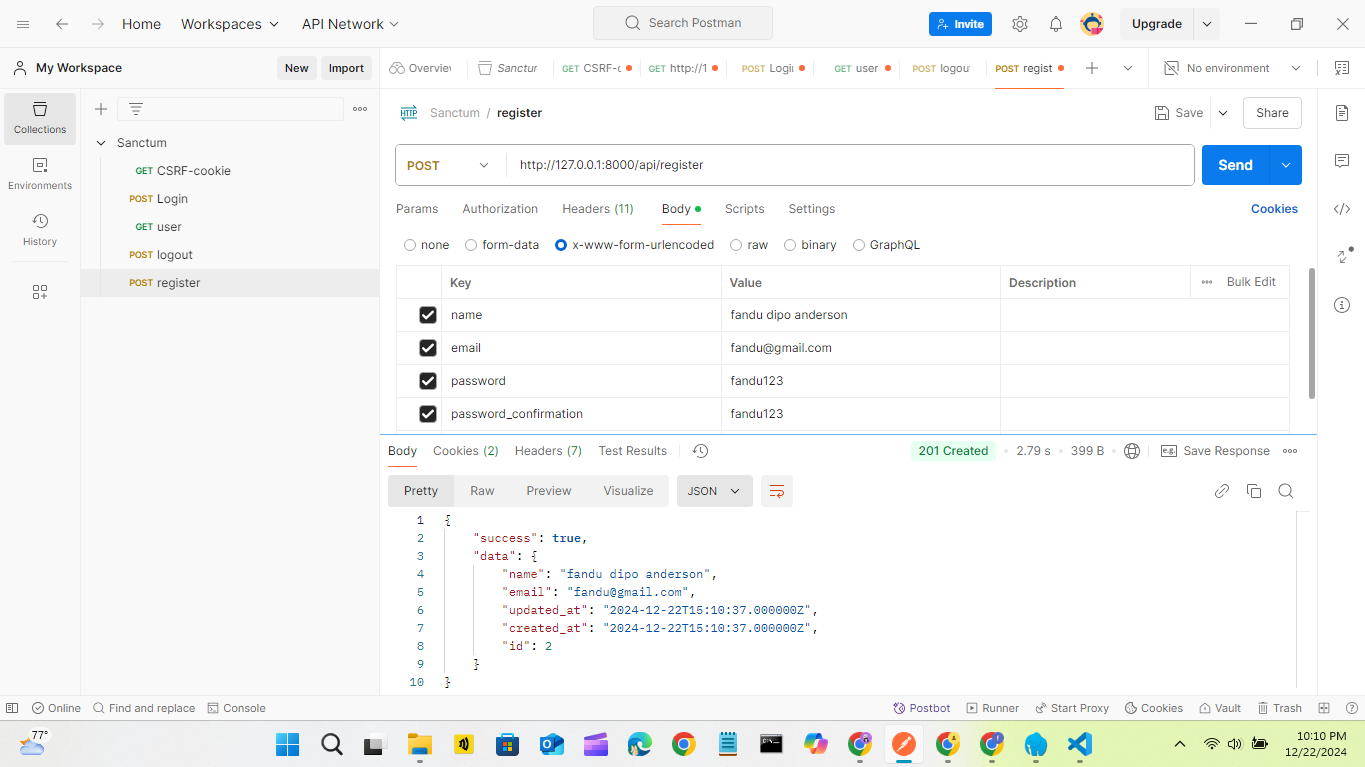 Home Workspaces API Network Search Postman Invite Upgrade
My Workspace New Import Overview Sanctur GET CSRF-c GET http://1 POST Logi GET user POST logou POST regist No environment
Collections
Environments
History
Sanctum
GET CSRF-cookie
POST Login
GET user
POST logout
POST register
HTTP Sanctum / register Save Share
POST http://127.0.0.1:8000/api/register Send
Params Authorization Headers (11) Body Scripts Settings Cookies
none form-data x-www-form-urlencoded raw binary GraphQL
Key Value Description Bulk Edit
name fandu dipo anderson
email fandu@gmail.com
password fandu123
password_confirmation fandu123
Body Cookies (2) Headers (7) Test Results 201 Created 2.79 s 399 B e.g. Save Response
Pretty Raw Preview Visualize JSON
1 {
2 "success": true,
3 "data": {
4 "name": "fandu dipo anderson",
5 "email": "fandu@gmail.com",
6 "updated_at": "2024-12-22T15:10:37.000000Z",
7 "created_at": "2024-12-22T15:10:37.000000Z",
8 "id": 2
9 }
10 }
Online Find and replace Console Postbot Runner Start Proxy Cookies Vault Trash
77° 10:10 PM
12/22/2024